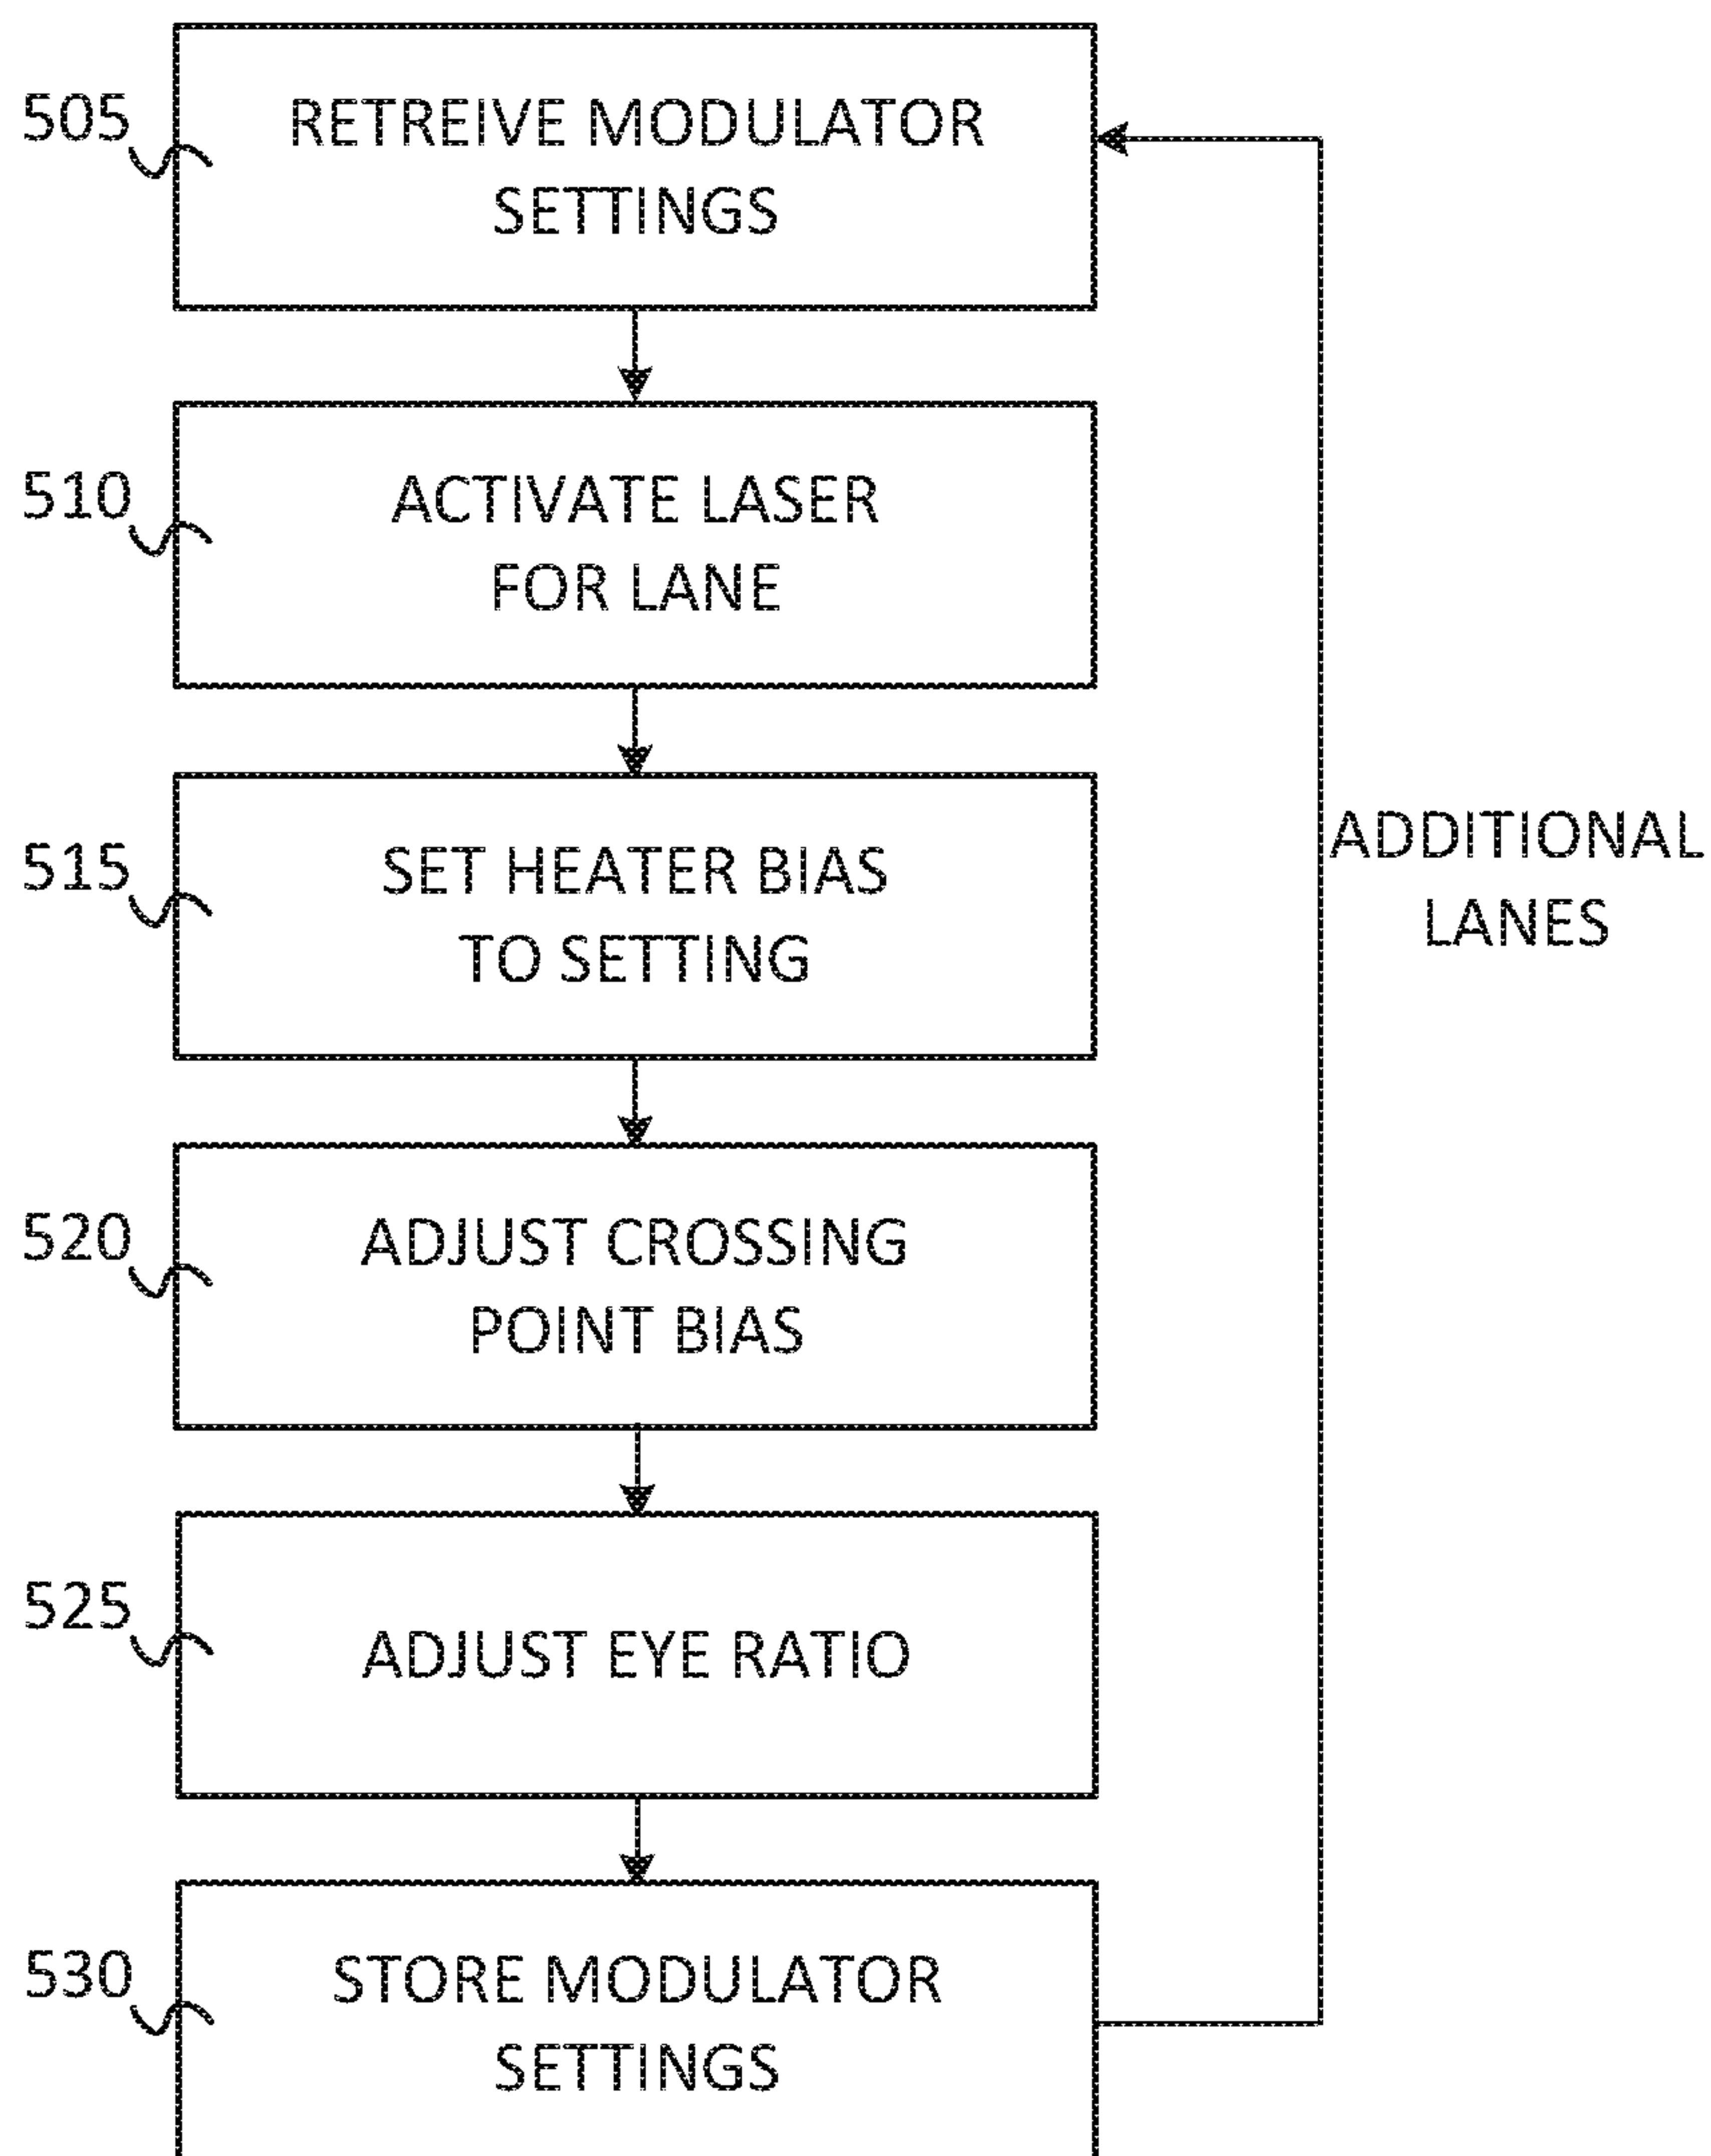 505
RETREIVE MODULATOR
SETTINGS
510
ACTIVATE LASER
FOR LANE
515
SET HEATER BIAS
TO SETTING
ADDITIONAL
LANES
520
ADJUST CROSSING
POINT BIAS
525
ADJUST EYE RATIO
530
STORE MODULATOR
SETTINGS